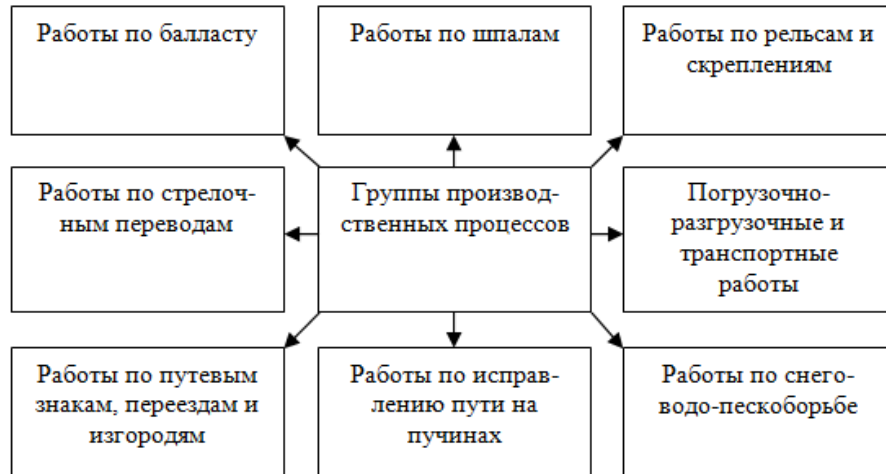 Работы по балласту
Работы по шпалам
Работы по рельсам и
скреплениям
Работы по стрелоч-
ным переводам
Группы производ-
ственных процессов
Погрузочно-
разгрузочные и
транспортные
работы
Работы по путевым
знакам, переездам и
изгородям
Работы по исправ-
лению пути на
пучинах
Работы по снего-
водо-пескоборьбе